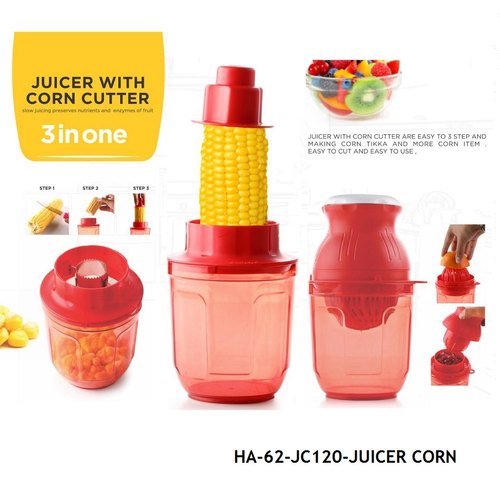 JUICER WITH
CORN CUTTER
slow juicing preserves nutrients and enzymes of fruit
3 in one
STEP 1
STEP 2
STEP 3
JUICER WITH CORN CUTTER ARE EASY TO 3 STEP AND
MAKING CORN TIKKA AND MORE CORN ITEM .
EASY TO CUT AND EASY TO USE ,
HA-62-JC120-JUICER CORN